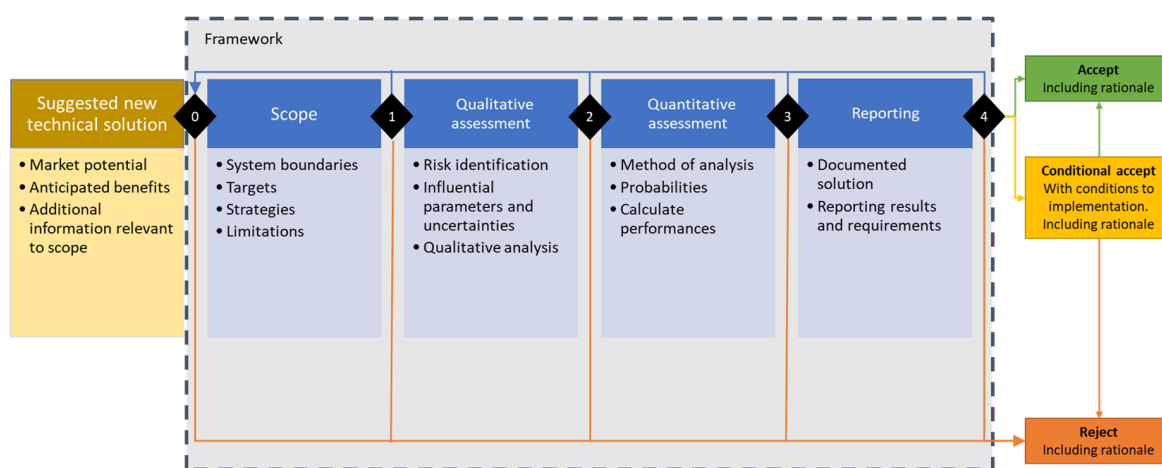 Framework
Suggested new
technical solution
• Market potential
• Anticipated benefits
• Additional
information relevant
to scope
0
Scope
• System boundaries
• Targets
• Strategies
• Limitations
1
Qualitative
assessment
• Risk identification
• Influential
parameters and
uncertainties
• Qualitative analysis
2
Quantitative
assessment
• Method of analysis
• Probabilities
• Calculate
performances
3
Reporting
• Documented
solution
• Reporting results
and requirements
4
Accept
Including rationale
Conditional accept
With conditions to
implementation.
Including rationale
Reject
Including rationale